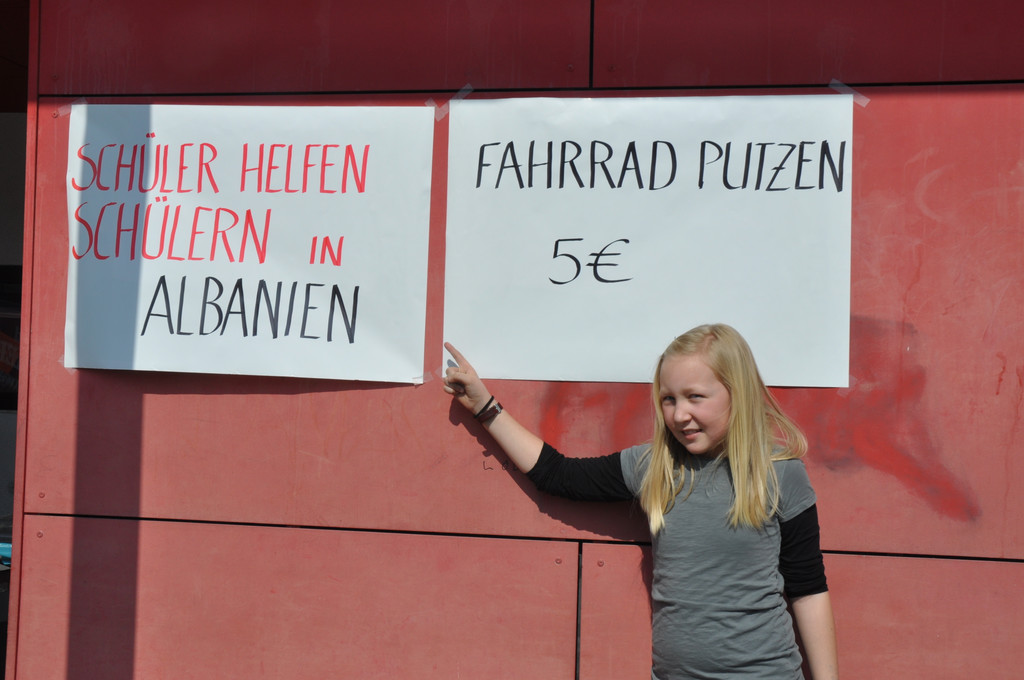 SCHÜLER HELFEN
SCHÜLERN IN
ALBANIEN
FAHRRAD PUTZEN
5€